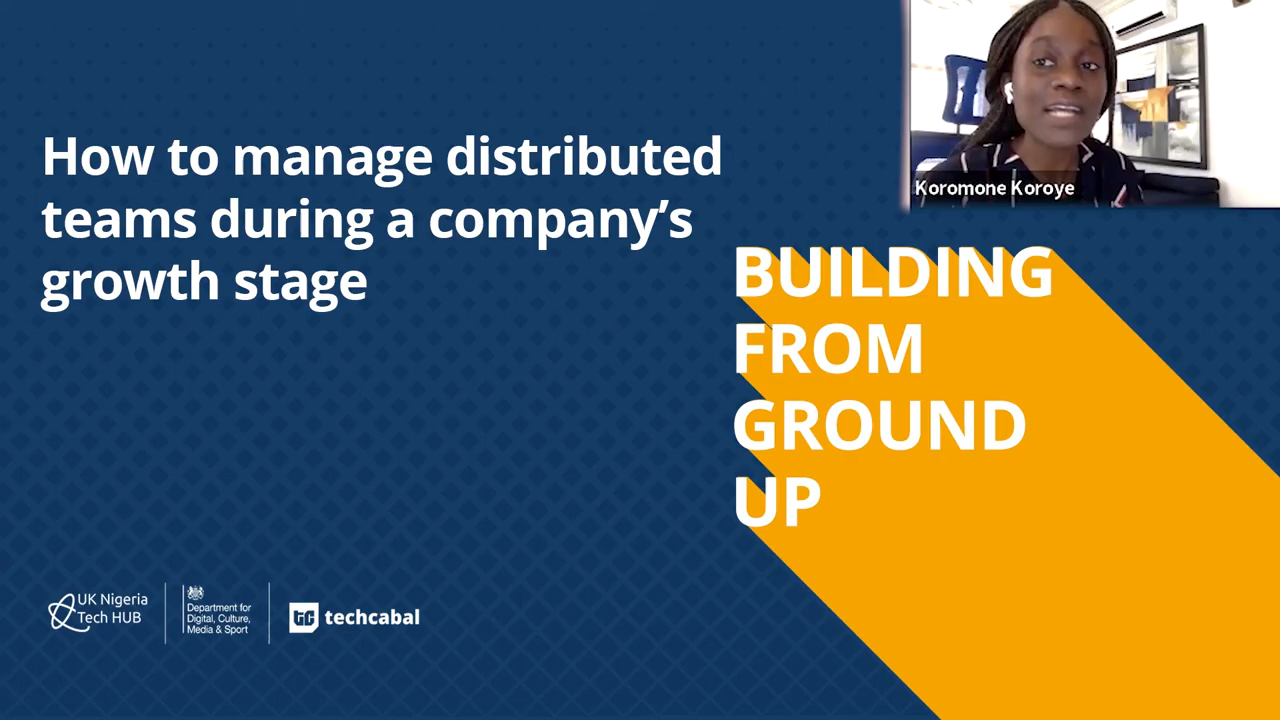 How to manage distributed
teams during a company’s
growth stage
Koromone Koroye
BUILDING
FROM
GROUND
UP
UK Nigeria
Tech HUB
Department for
Digital, Culture,
Media & Sport
tc techcabal